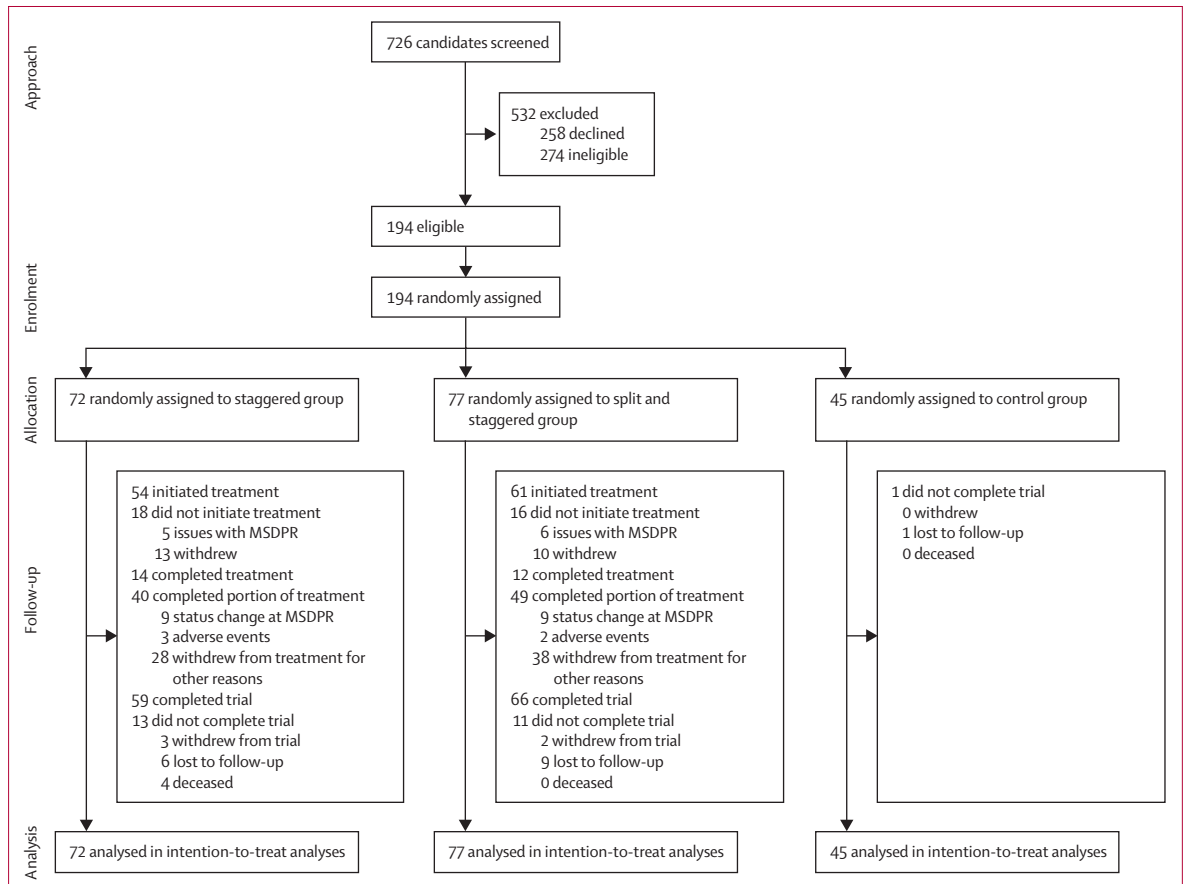 Approach
726 candidates screened
532 excluded
258 declined
274 ineligible
194 eligible
Enrolment
194 randomly assigned
Allocation
72 randomly assigned to staggered group
77 randomly assigned to split and
staggered group
45 randomly assigned to control group
Follow-up
54 initiated treatment
18 did not initiate treatment
5 issues with MSDPR
13 withdrew
14 completed treatment
40 completed portion of treatment
9 status change at MSDPR
3 adverse events
28 withdrew from treatment for
other reasons
59 completed trial
13 did not complete trial
3 withdrew from trial
6 lost to follow-up
4 deceased
61 initiated treatment
16 did not initiate treatment
6 issues with MSDPR
10 withdrew
12 completed treatment
49 completed portion of treatment
9 status change at MSDPR
2 adverse events
38 withdrew from treatment for
other reasons
66 completed trial
11 did not complete trial
2 withdrew from trial
9 lost to follow-up
0 deceased
1 did not complete trial
0 withdrew
1 lost to follow-up
0 deceased
Analysis
72 analysed in intention-to-treat analyses
77 analysed in intention-to-treat analyses
45 analysed in intention-to-treat analyses